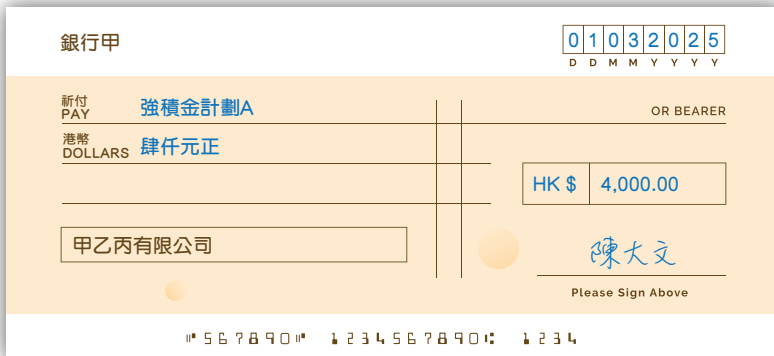 銀行甲
01032025
D D M M Y Y Y Y
祈付
PAY 強積金計劃A
OR BEARER
港幣
DOLLARS 肆仟元正
HK $ 4,000.00
甲乙丙有限公司
陳大文
Please Sign Above
⑈567890⑈ 1234567890⑆ 1234